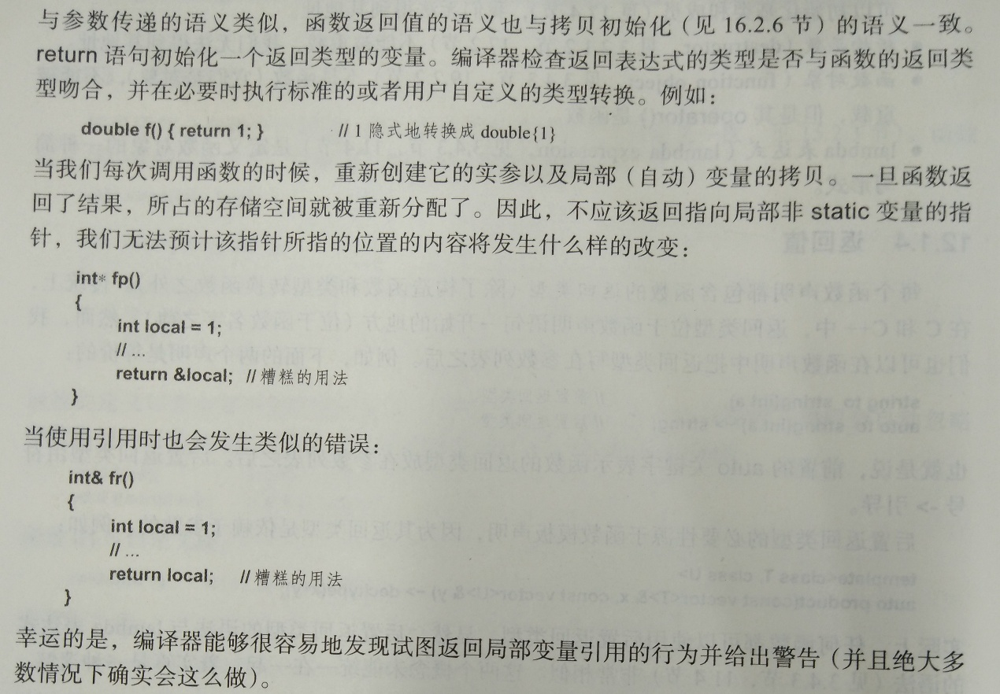 与参数传递的语义类似，函数返回值的语义也与拷贝初始化（见 16.2.6 节）的语义一致。
return 语句初始化一个返回类型的变量。编译器检查返回表达式的类型是否与函数的返回类
型吻合，并在必要时执行标准的或者用户自定义的类型转换。例如：
double f() { return 1; } // 1 隐式地转换成 double{1}
当我们每次调用函数的时候，重新创建它的实参以及局部（自动）变量的拷贝。一旦函数返
回了结果，所占的存储空间就被重新分配了。因此，不应该返回指向局部非 static 变量的指
针，我们无法预计该指针所指的位置的内容将发生什么样的改变：
int* fp()
{
int local = 1;
// ...
return &local; // 糟糕的用法
}
当使用引用时也会发生类似的错误：
int& fr()
{
int local = 1;
// ...
return local; // 糟糕的用法
}
幸运的是，编译器能够很容易地发现试图返回局部变量引用的行为并给出警告（并且绝大多
数情况下确实会这么做）。